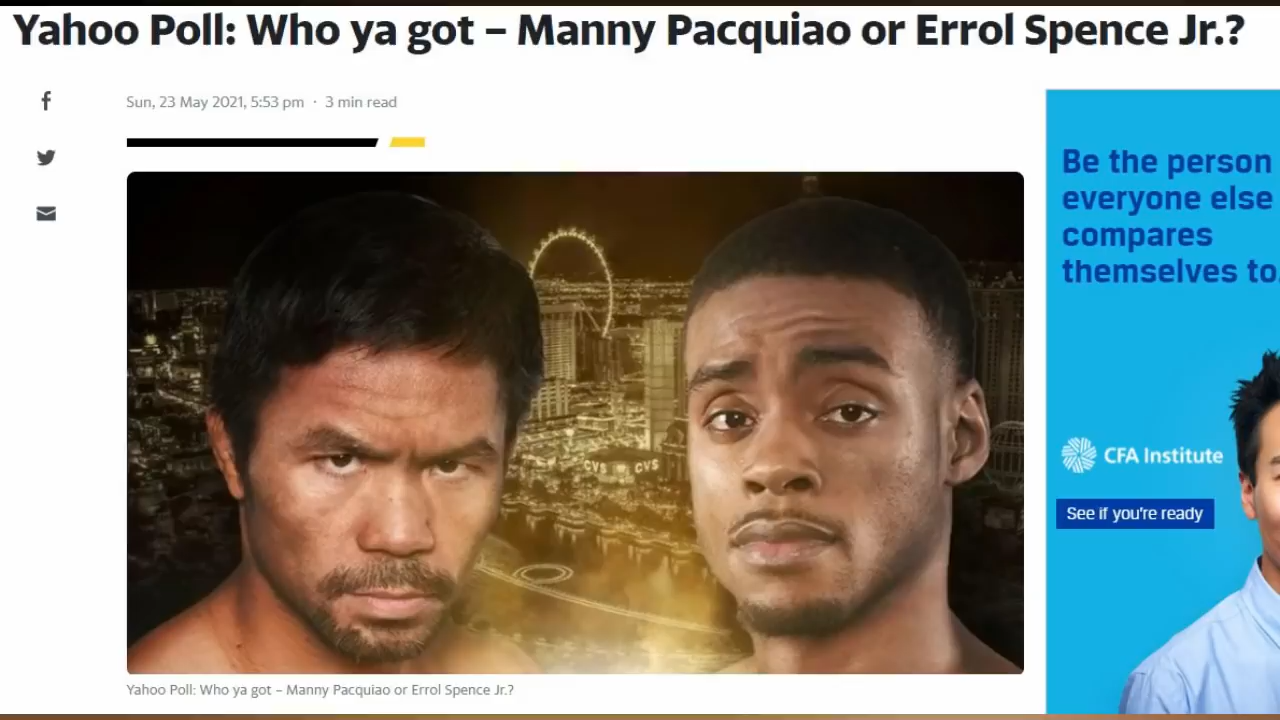 Yahoo Poll: Who ya got – Manny Pacquiao or Errol Spence Jr.?
Sun, 23 May 2021, 5:53 pm · 3 min read
CVS CVS
Yahoo Poll: Who ya got – Manny Pacquiao or Errol Spence Jr.?
Be the person
everyone else
compares
themselves to
CFA Institute
See if you're ready